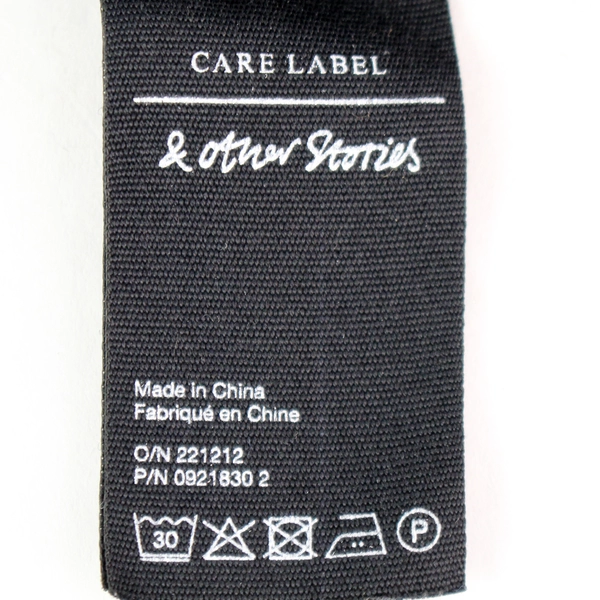 CARE LABEL
& other Stories
Made in China
Fabriqué en Chine
O/N 221212
P/N 0921830 2
30
P